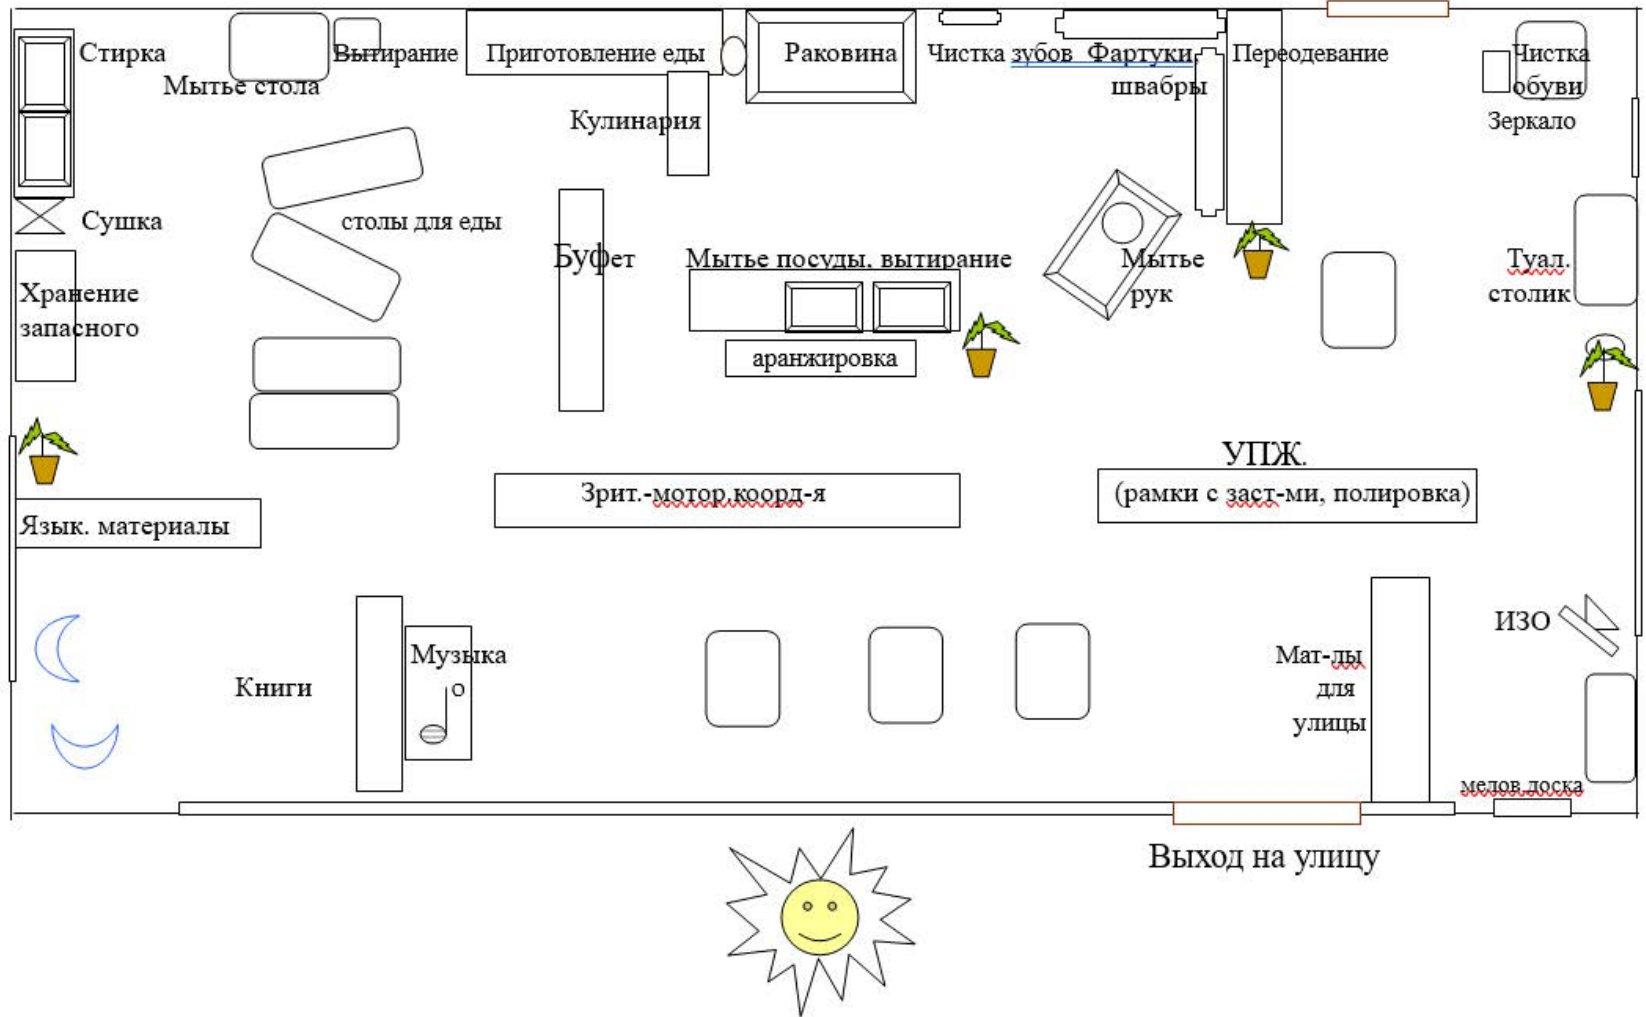 Стирка
Вытирание
Приготовление еды
Раковина
Чистка зубов
Фартуки,
швабры
Переодевание
Чистка
обуви
Мытье стола
Кулинария
Зеркало
Сушка
столы для еды
Буфет
Мытье посуды, вытирание
Мытье
рук
Туал.
столик
Хранение
запасного
аранжировка
УПЖ.
(рамки с заст-ми, полировка)
Зрит.-мотор.коорд-я
Язык. материалы
ИЗО
Музыка
о
Книги
Мат-лы
для
улицы
мелов.доска
Выход на улицу